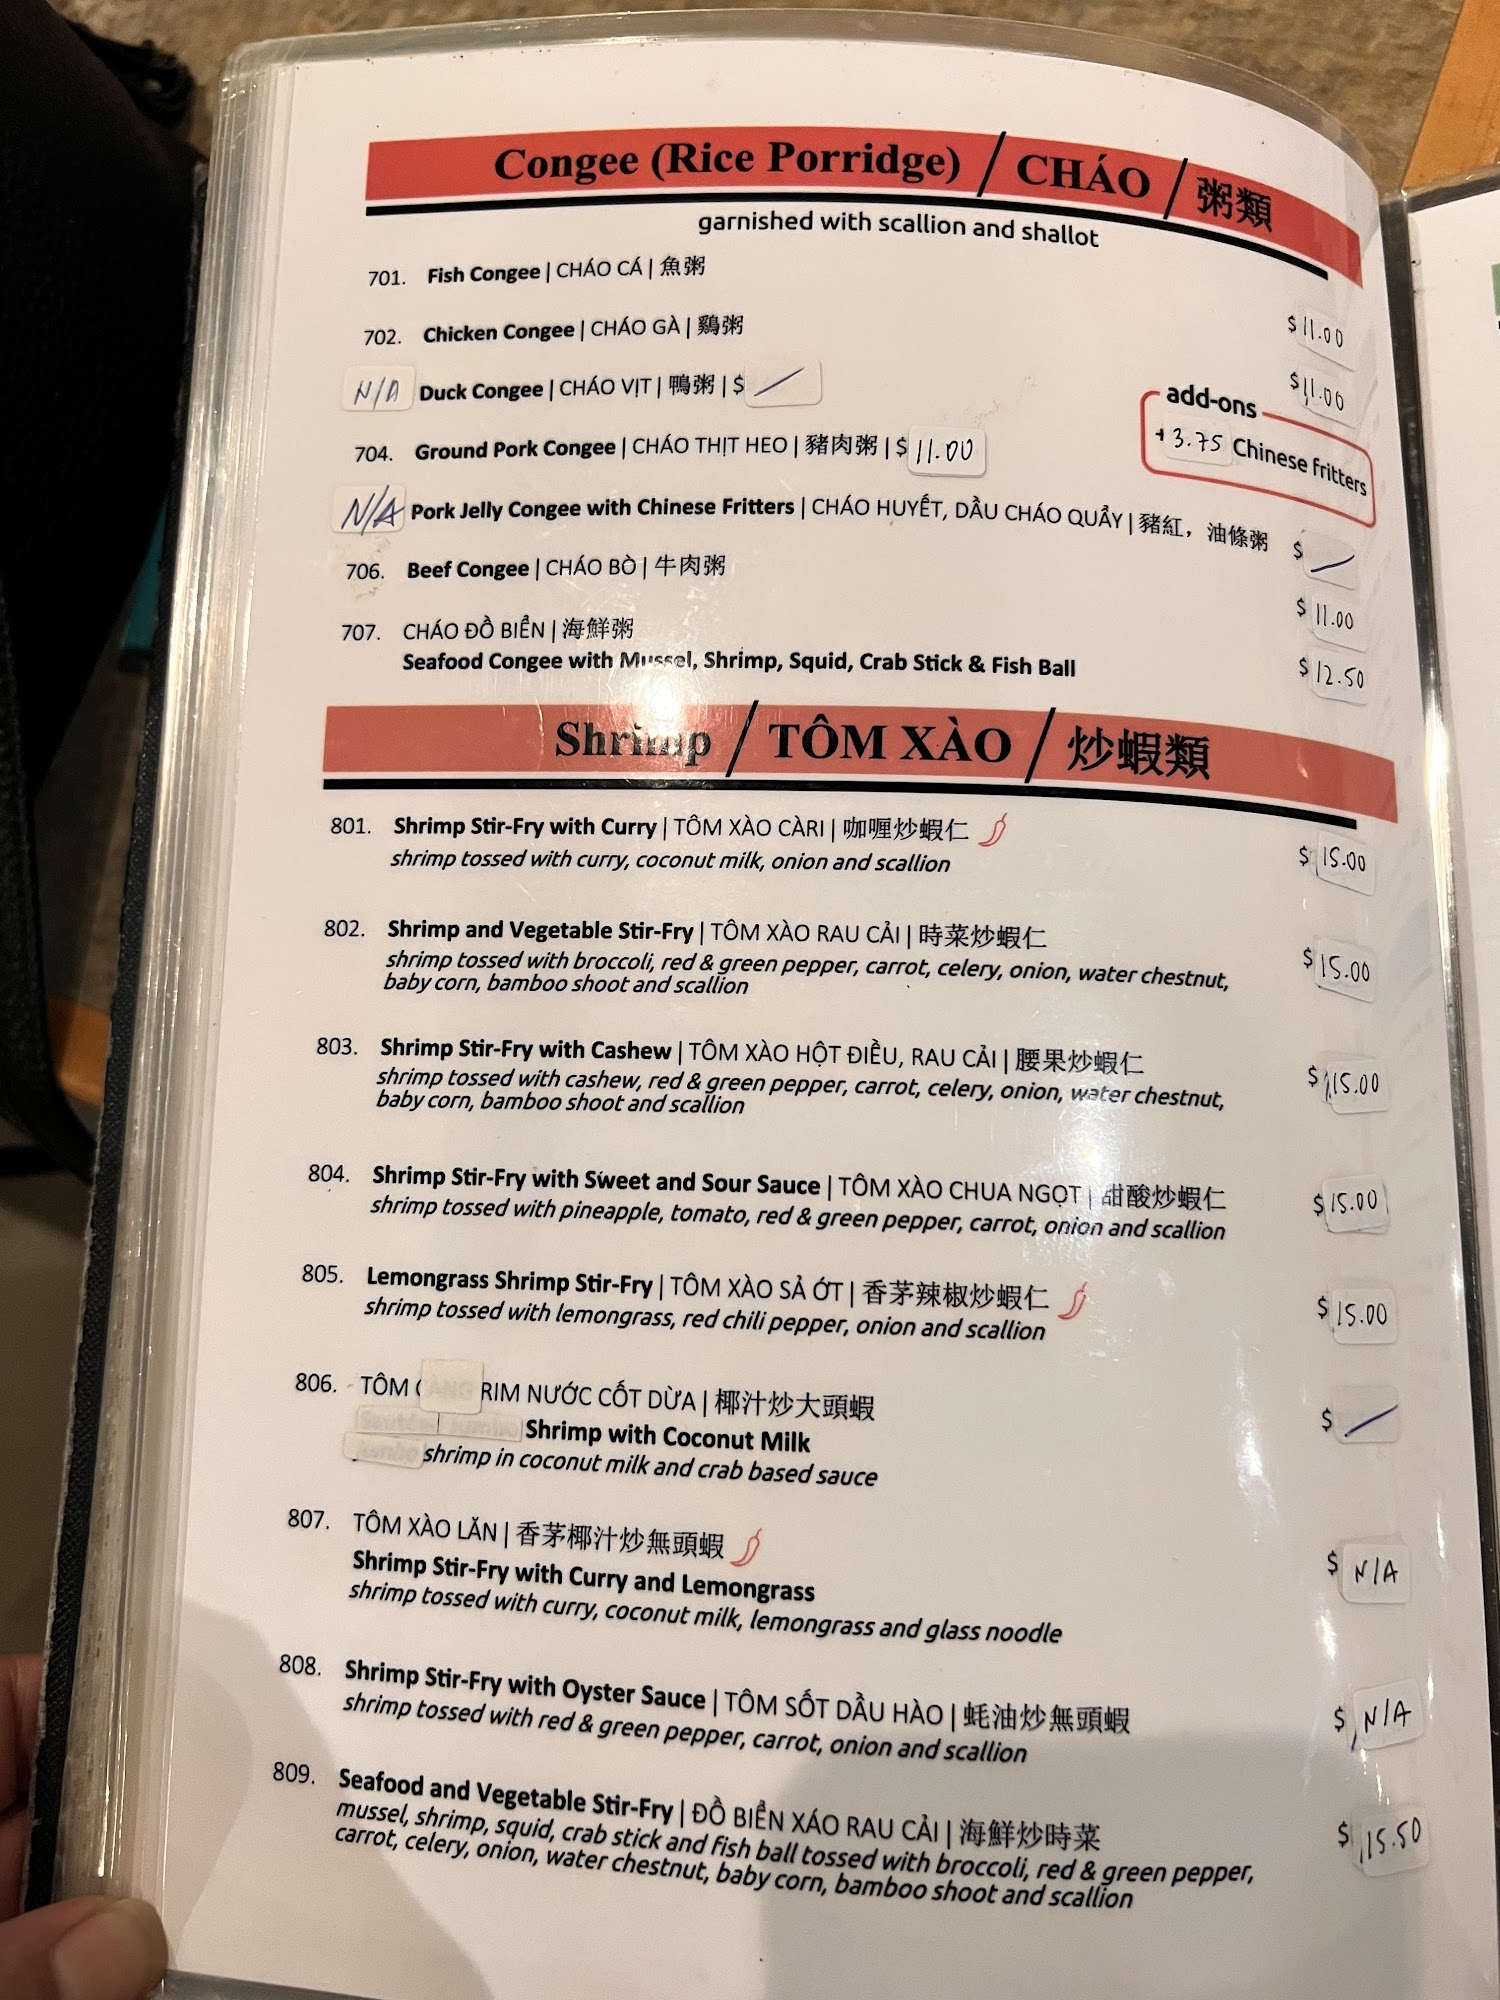 Congee (Rice Porridge) / CHÁO / 粥類
garnished with scallion and shallot
701. Fish Congee | CHÁO CÁ | 魚粥 $11.00
702. Chicken Congee | CHÁO GÀ |鷄粥 $11.00
N/A Duck Congee | CHÁO VỊT | 鴨粥 | $ /
add-ons
+3.75 Chinese fritters
704. Ground Pork Congee | CHÁO THỊT HEO | 豬肉粥 | $11.00
N/A Pork Jelly Congee with Chinese Fritters | CHÁO HUYẾT, DẦU CHÁO QUẨY | 豬紅，油條粥 $ /
706. Beef Congee | CHÁO BÒ | 牛肉粥 $11.00
707. CHÁO ĐỒ BIỂN | 海鮮粥
Seafood Congee with Mussel, Shrimp, Squid, Crab Stick & Fish Ball $12.50
Shrimp / TÔM XÀO / 炒蝦類
801. Shrimp Stir-Fry with Curry | TÔM XÀO CÀRI | 咖喱炒蝦仁 $15.00
shrimp tossed with curry, coconut milk, onion and scallion
802. Shrimp and Vegetable Stir-Fry | TÔM XÀO RAU CẢI | 時菜炒蝦仁 $15.00
shrimp tossed with broccoli, red & green pepper, carrot, celery, onion, water chestnut,
baby corn, bamboo shoot and scallion
803. Shrimp Stir-Fry with Cashew | TÔM XÀO HỘT ĐIỀU, RAU CẢI | 腰果炒蝦仁 $15.00
shrimp tossed with cashew, red & green pepper, carrot, celery, onion, water chestnut,
baby corn, bamboo shoot and scallion
804. Shrimp Stir-Fry with Sweet and Sour Sauce | TÔM XÀO CHUA NGỌT | 甜酸炒蝦仁 $15.00
shrimp tossed with pineapple, tomato, red & green pepper, carrot, onion and scallion
805. Lemongrass Shrimp Stir-Fry | TÔM XÀO SẢ ỚT | 香茅辣椒炒蝦仁 $15.00
shrimp tossed with lemongrass, red chili pepper, onion and scallion
806. TÔM CÀNG RIM NƯỚC CỐT DỪA | 椰汁炒大頭蝦 $ /
Shrimp with Coconut Milk
shrimp in coconut milk and crab based sauce
807. TÔM XÀO LĂN | 香茅椰汁炒無頭蝦 $ N/A
Shrimp Stir-Fry with Curry and Lemongrass
shrimp tossed with curry, coconut milk, lemongrass and glass noodle
808. Shrimp Stir-Fry with Oyster Sauce | TÔM SỐT DẦU HÀO | 蚝油炒無頭蝦 $ N/A
shrimp tossed with red & green pepper, carrot, onion and scallion
809. Seafood and Vegetable Stir-Fry | ĐỒ BIỂN XÁO RAU CẢI | 海鮮炒時菜 $15.50
mussel, shrimp, squid, crab stick and fish ball tossed with broccoli, red & green pepper,
carrot, celery, onion, water chestnut, baby corn, bamboo shoot and scallion